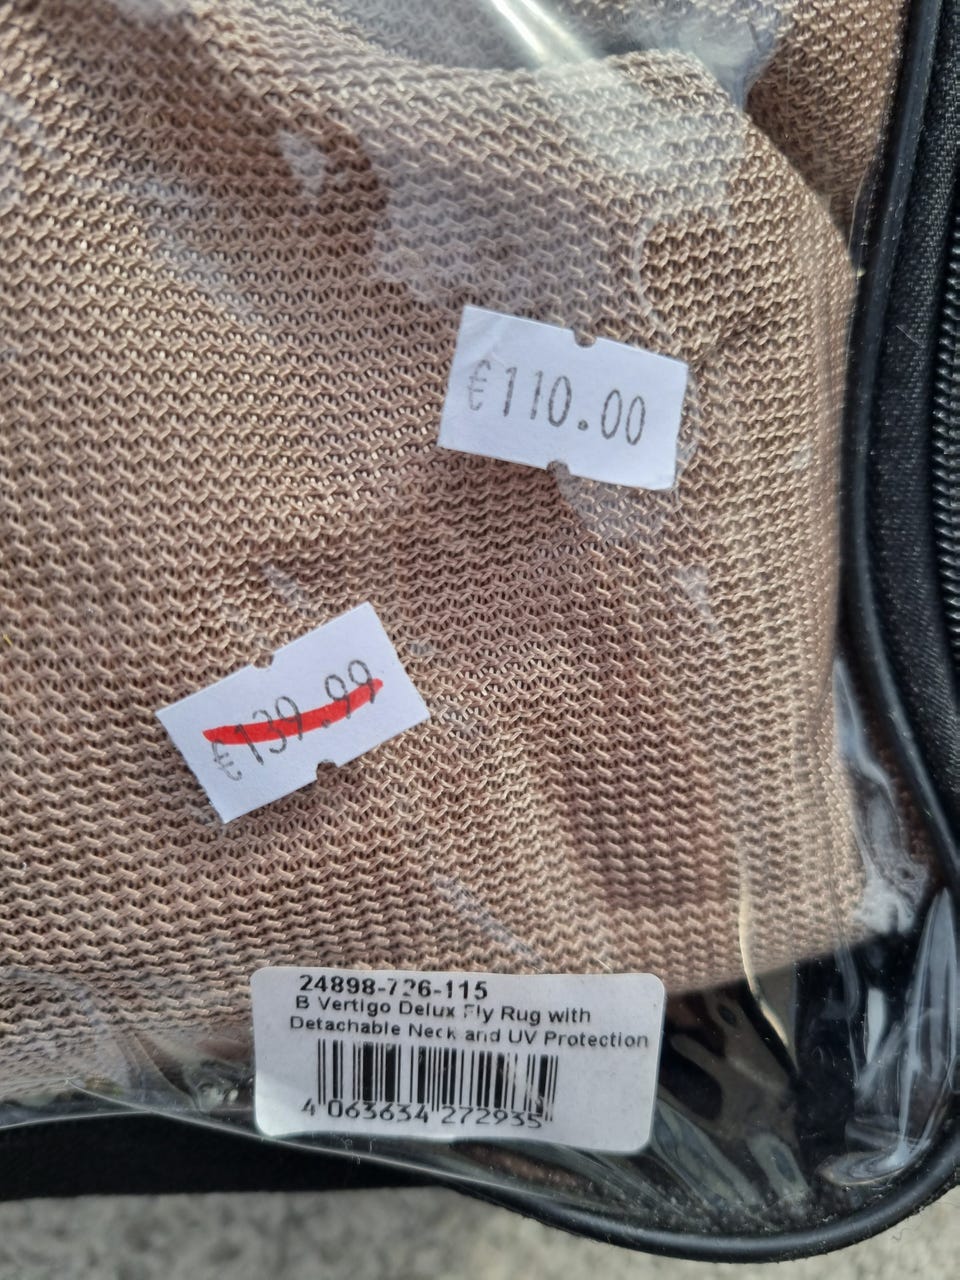 €110.00
€139.99
24898-726-115
B Vertigo Delux Fly Rug with
Detachable Neck and UV Protection
4 063634 272935